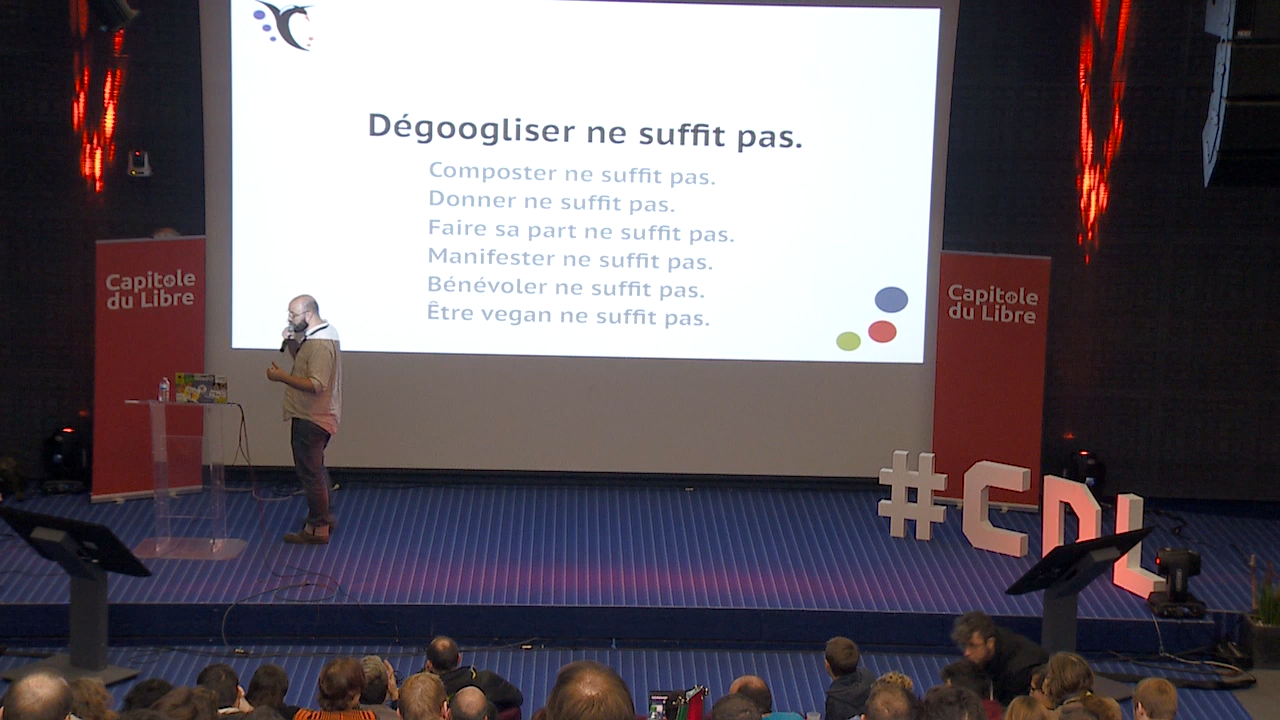 Dégoogliser ne suffit pas.
Composter ne suffit pas.
Donner ne suffit pas.
Faire sa part ne suffit pas.
Manifester ne suffit pas.
Bénévoler ne suffit pas.
Être vegan ne suffit pas.
Capitole
du Libre
Capitole
du Libre
#CDL